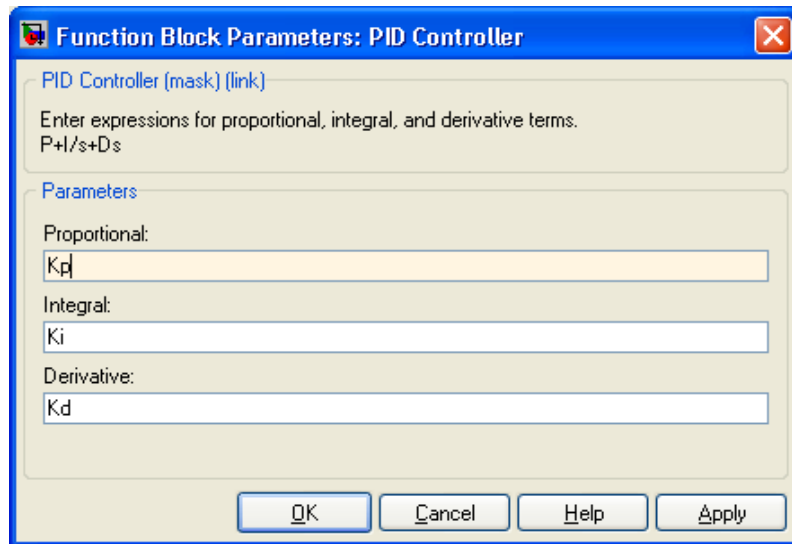 Function Block Parameters: PID Controller
PID Controller (mask) (link)
Enter expressions for proportional, integral, and derivative terms.
P+I/s+Ds
Parameters
Proportional:
Kp
Integral:
Ki
Derivative:
Kd
OK Cancel Help Apply